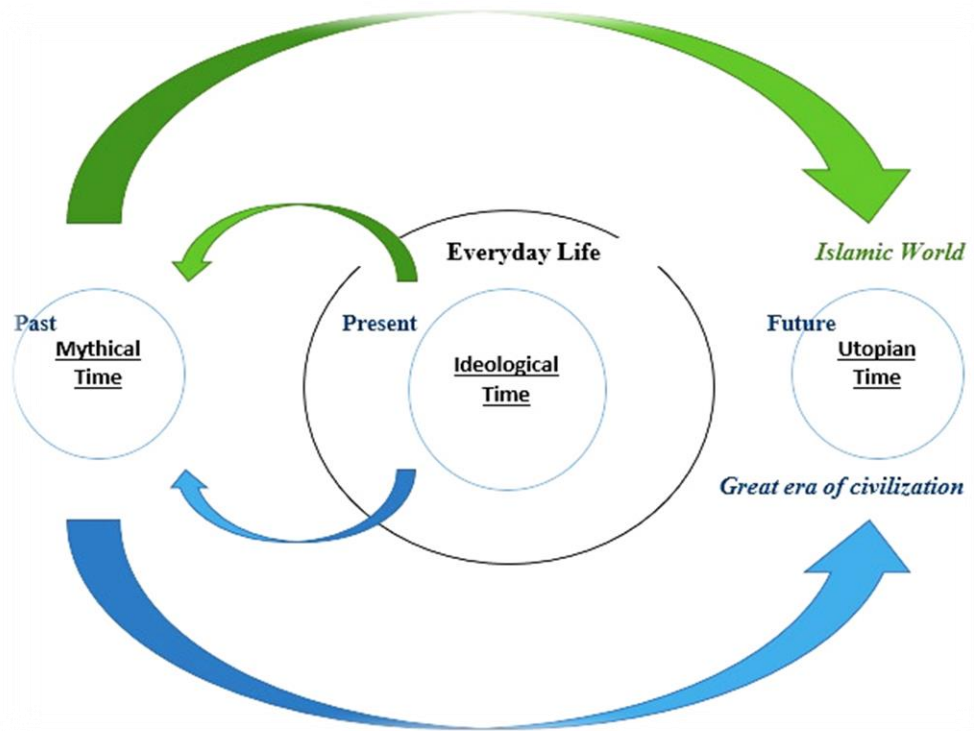 Everyday Life
Islamic World
Past
Mythical
Time
Present
Ideological
Time
Future
Utopian
Time
Great era of civilization